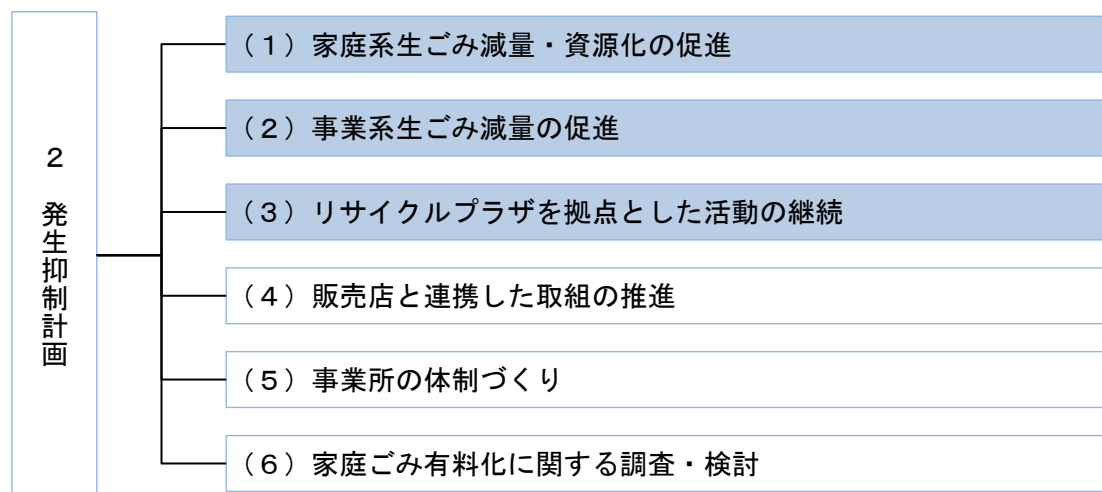 ２　発生抑制計画
（１）家庭系生ごみ減量・資源化の促進
（２）事業系生ごみ減量の促進
（３）リサイクルプラザを拠点とした活動の継続
（４）販売店と連携した取組の推進
（５）事業所の体制づくり
（６）家庭ごみ有料化に関する調査・検討